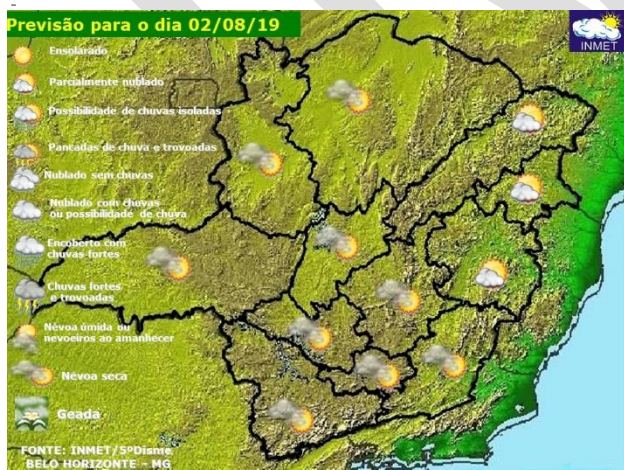 Previsão para o dia 02/08/19
INMET
Ensolarado
Parcialmente nublado
Possibilidade de chuvas isoladas
Pancadas de chuva e trovoadas
Nublado sem chuvas
Nublado com chuvas
ou possibilidade de chuva
Encoberto com
chuvas fortes
Chuvas fortes
e trovoadas
Névoa úmida ou
nevoeiros ao amanhecer
Névoa seca
Geada
FONTE: INMET/5ºDisme
BELO HORIZONTE - MG